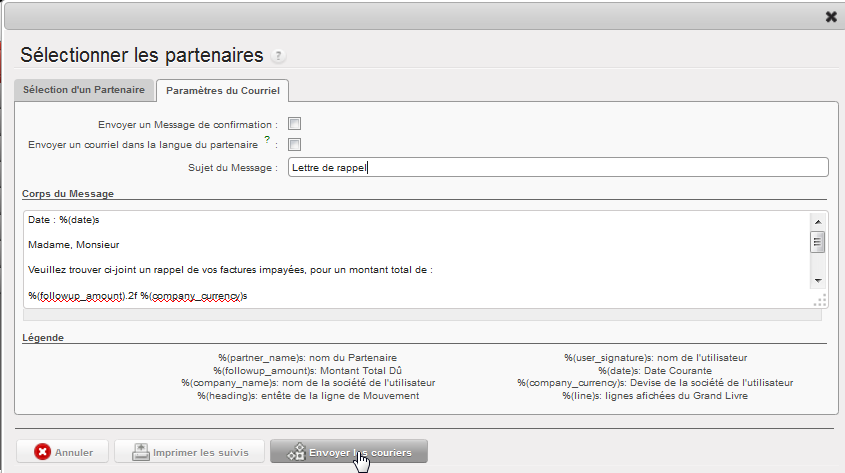 Sélectionner les partenaires ?
Sélection d'un Partenaire
Paramètres du Courriel
Envoyer un Message de confirmation :
Envoyer un courriel dans la langue du partenaire ? :
Sujet du Message : Lettre de rappel
Corps du Message
Date : %(date)s
Madame, Monsieur
Veuillez trouver ci-joint un rappel de vos factures impayées, pour un montant total de :
%(followup_amount).2f %(company_currency)s
Légende
%(partner_name)s: nom du Partenaire
%(user_signature)s: nom de l'utilisateur
%(followup_amount)s: Montant Total Dû
%(date)s: Date Courante
%(company_name)s: nom de la société de l'utilisateur
%(company_currency)s: Devise de la société de l'utilisateur
%(heading)s: entête de la ligne de Mouvement
%(line)s: lignes afichées du Grand Livre
Annuler
Imprimer les suivis
Envoyer les couriers